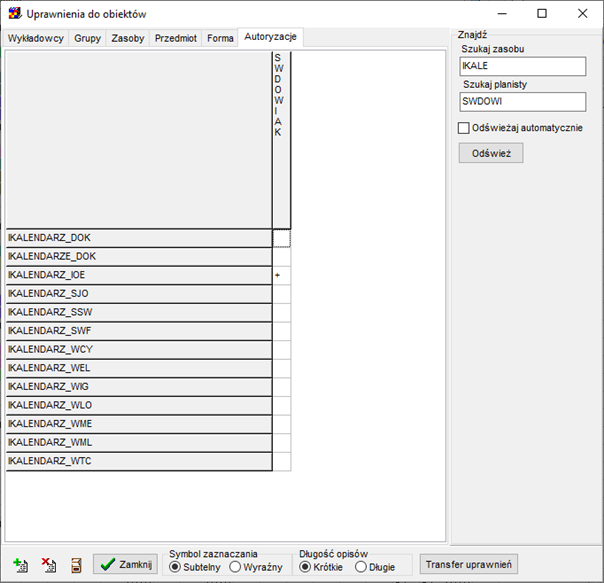 Uprawnienia do obiektów
Wykładowcy Grupy Zasoby Przedmiot Forma Autoryzacje
SWDOWIAK
IKALENDARZ_DOK
IKALENDARZE_DOK
IKALENDARZ_IOE +
IKALENDARZ_SJO
IKALENDARZ_SSW
IKALENDARZ_SWF
IKALENDARZ_WCY
IKALENDARZ_WEL
IKALENDARZ_WIG
IKALENDARZ_WLO
IKALENDARZ_WME
IKALENDARZ_WML
IKALENDARZ_WTC
Znajdź
Szukaj zasobu
IKALE
Szukaj planisty
SWDOWI
Odświeżaj automatycznie
Odśwież
Zamknij
Symbol zaznaczania
Subtelny Wyraźny
Długość opisów
Krótkie Długie
Transfer uprawnień